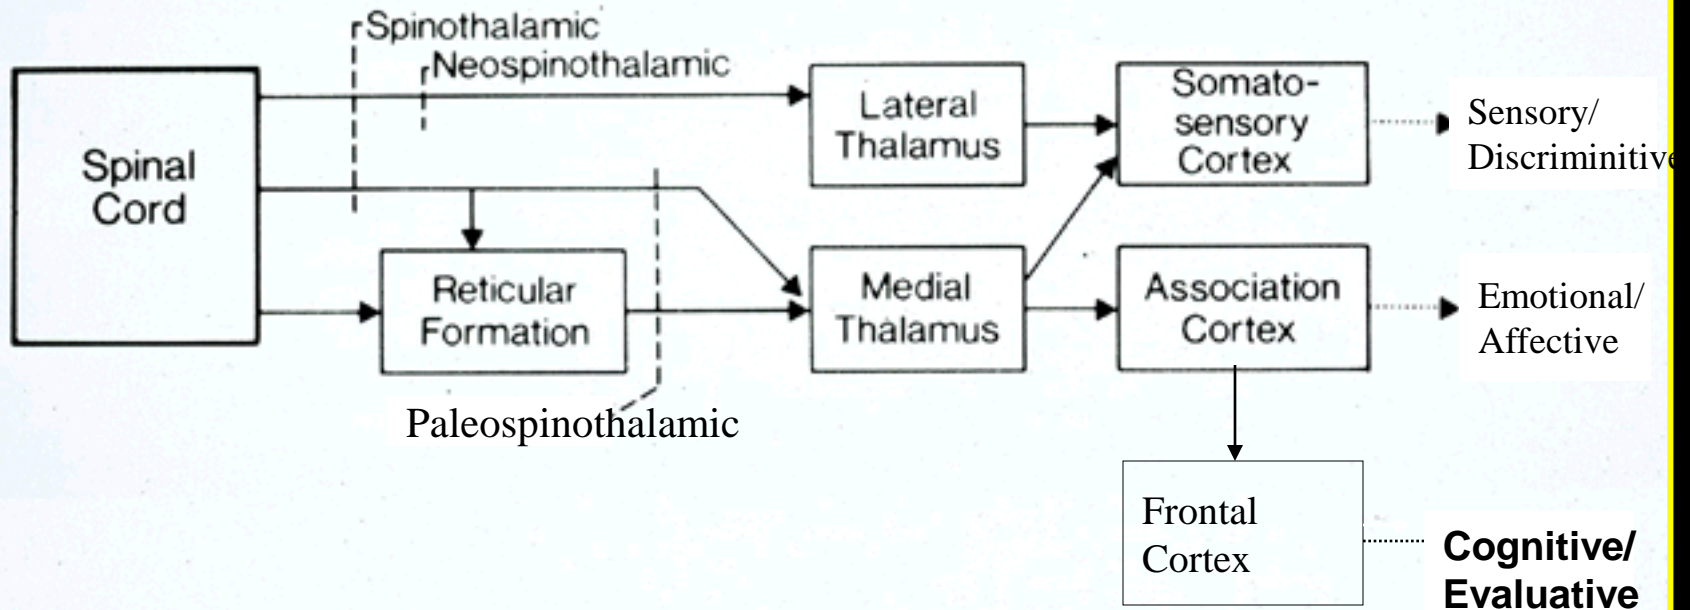 Spinothalamic
Neospinothalamic
Spinal
Cord
Lateral
Thalamus
Somato-
sensory
Cortex
Sensory/
Discriminitive
Reticular
Formation
Medial
Thalamus
Association
Cortex
Emotional/
Affective
Paleospinothalamic
Frontal
Cortex
Cognitive/
Evaluative